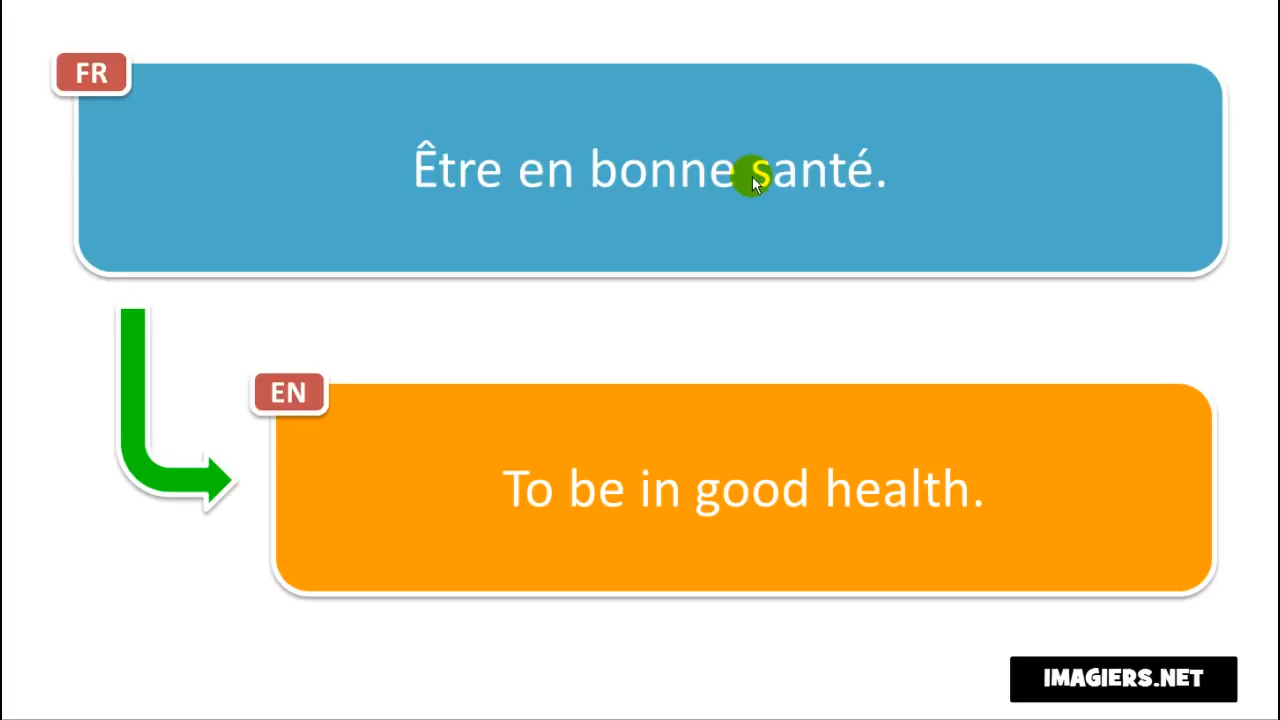 FR
Être en bonne santé.
EN
To be in good health.
IMAGIERS.NET